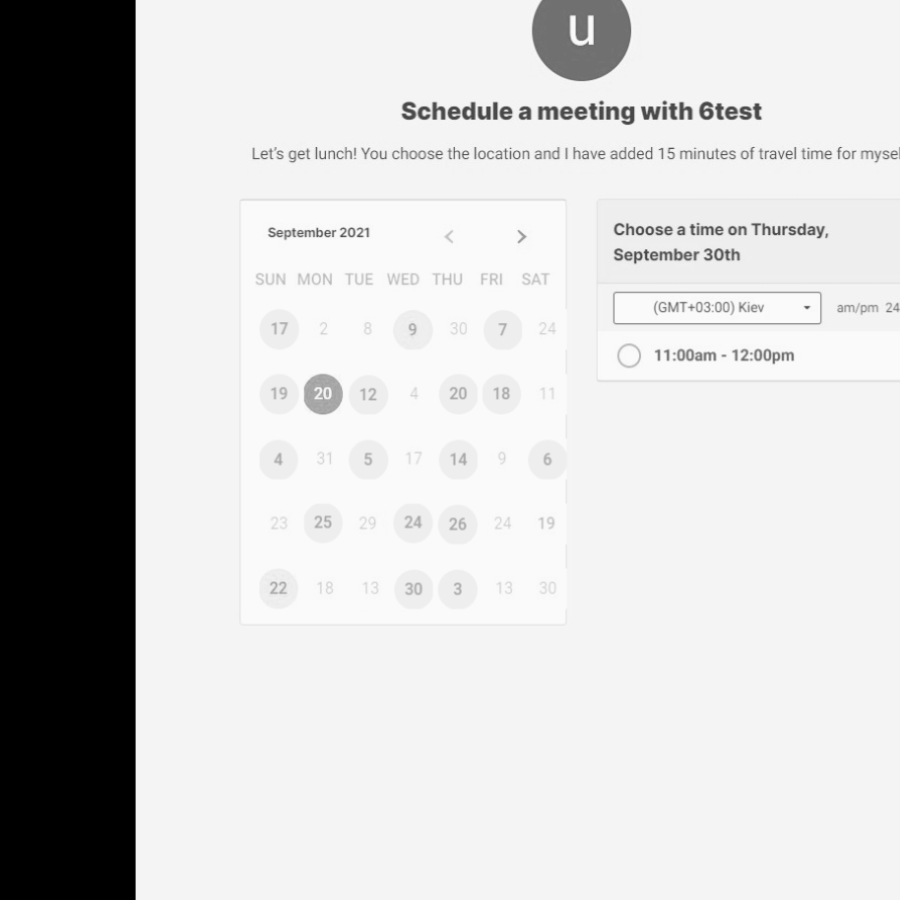 u
Schedule a meeting with 6test
Let's get lunch! You choose the location and I have added 15 minutes of travel time for
September 2021
SUN MON TUE WED THU FRI SAT
17 2 8 9 30 7 24
19 20 12 4 20 18 11
4 31 5 17 14 9 6
23 25 29 24 26 24 19
22 18 13 30 3 13 30
Choose a time on Thursday,
September 30th
(GMT+03:00) Kiev
am/pm 24
11:00am - 12:00pm